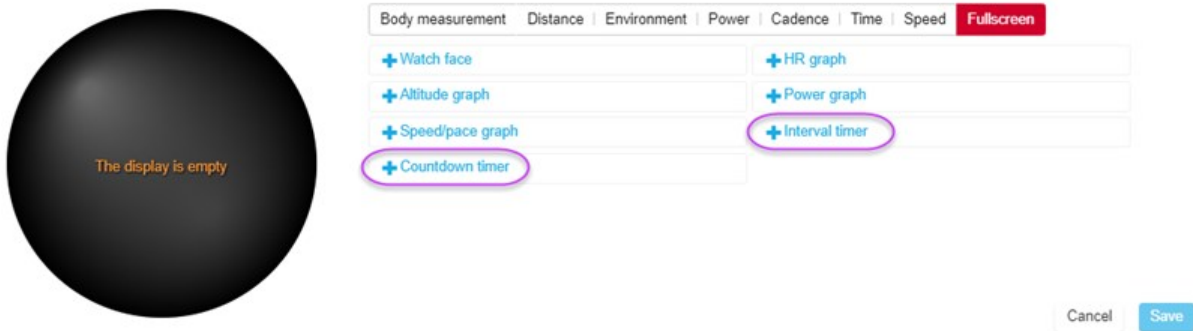 Body measurement Distance Environment Power Cadence Time Speed Fullscreen
Watch face
HR graph
Altitude graph
Power graph
Speed/pace graph
Interval timer
Countdown timer
The display is empty
Cancel Save